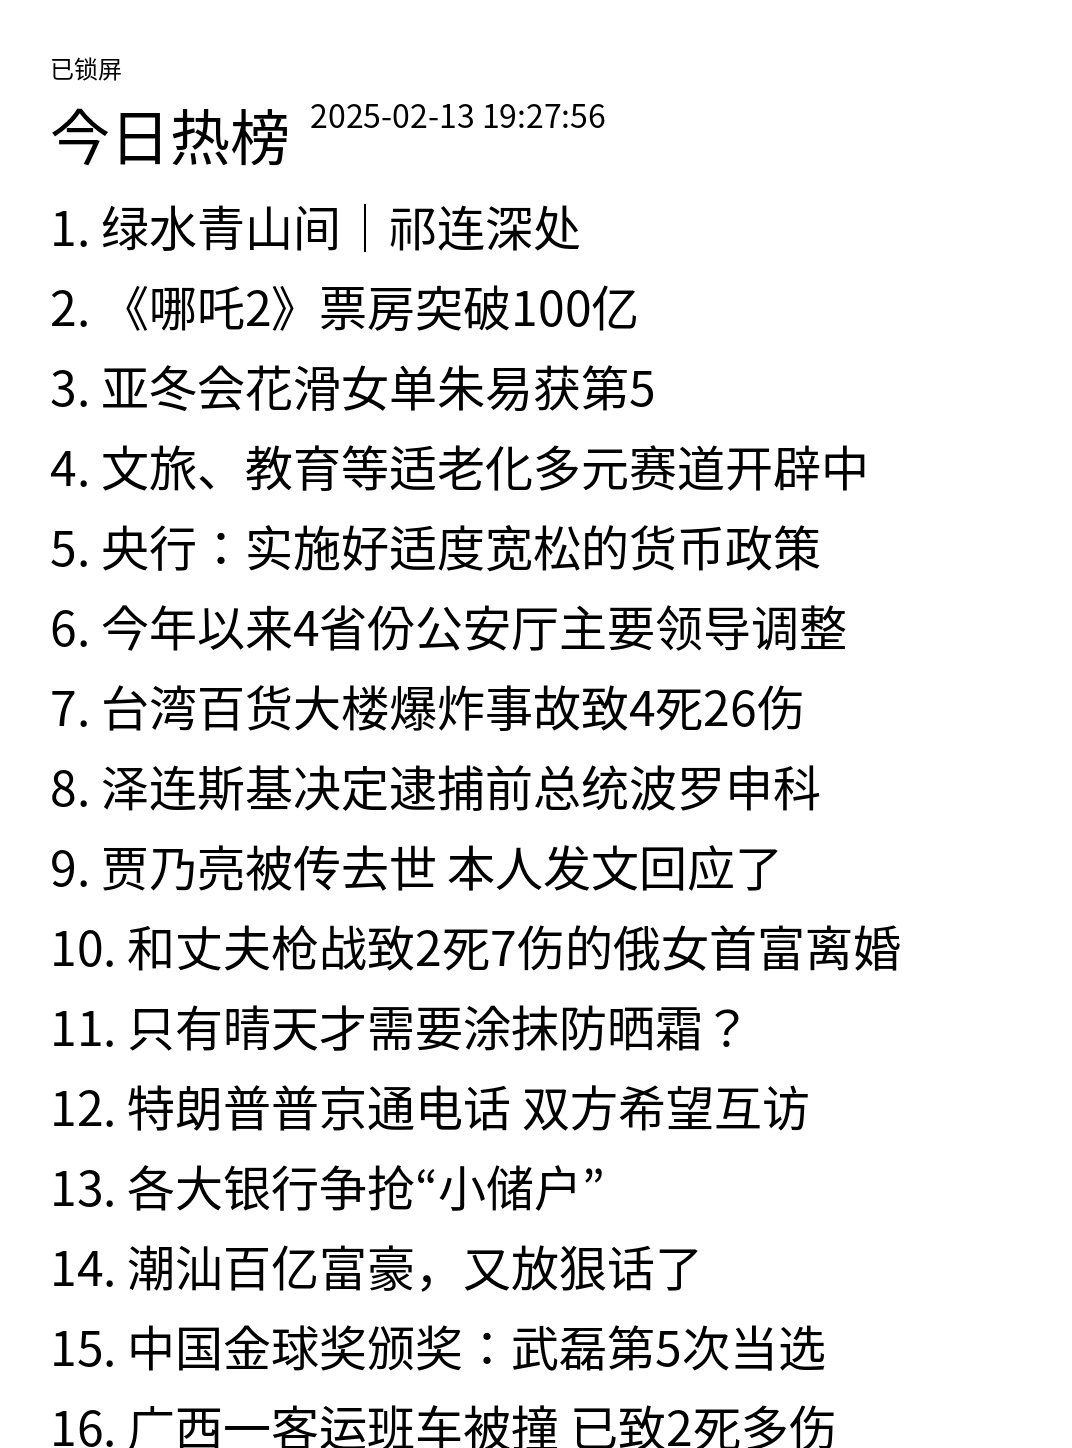 已锁屏
今日热榜 2025-02-13 19:27:56
1. 绿水青山间｜祁连深处
2. 《哪吒2》票房突破100亿
3. 亚冬会花滑女单朱易获第5
4. 文旅、教育等适老化多元赛道开辟中
5. 央行：实施好适度宽松的货币政策
6. 今年以来4省份公安厅主要领导调整
7. 台湾百货大楼爆炸事故致4死26伤
8. 泽连斯基决定逮捕前总统波罗申科
9. 贾乃亮被传去世 本人发文回应了
10. 和丈夫枪战致2死7伤的俄女首富离婚
11. 只有晴天才需要涂抹防晒霜？
12. 特朗普普京通电话 双方希望互访
13. 各大银行争抢“小储户”
14. 潮汕百亿富豪，又放狠话了
15. 中国金球奖颁奖：武磊第5次当选
16. 广西一客运班车被撞 已致2死多伤